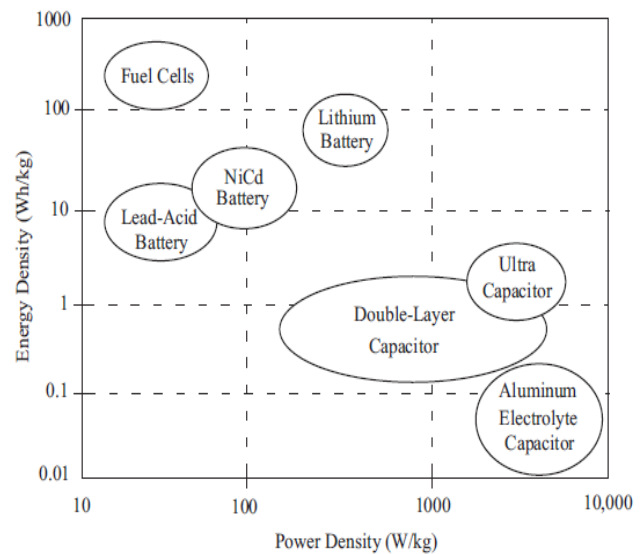 1000
Fuel Cells
100
Lithium
Battery
NiCd
Battery
10
Lead-Acid
Battery
Energy Density (Wh/kg)
Ultra
Capacitor
1
Double-Layer
Capacitor
0.1
Aluminum
Electrolyte
Capacitor
0.01
10
100
1000
10,000
Power Density (W/kg)